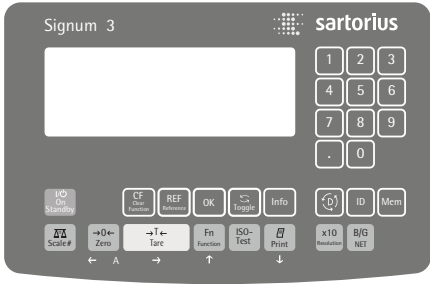 Signum 3
sartorius
1 2 3
4 5 6
7 8 9
. 0
I/⏻ On Standby
CF Clear Function
REF Reference
OK
Toggle
Info
D
ID
Mem
Scale#
→0← Zero
→T← Tare
Fn Function
ISO-Test
Print
x10 Resolution
B/G NET
← A → ↑ ↓